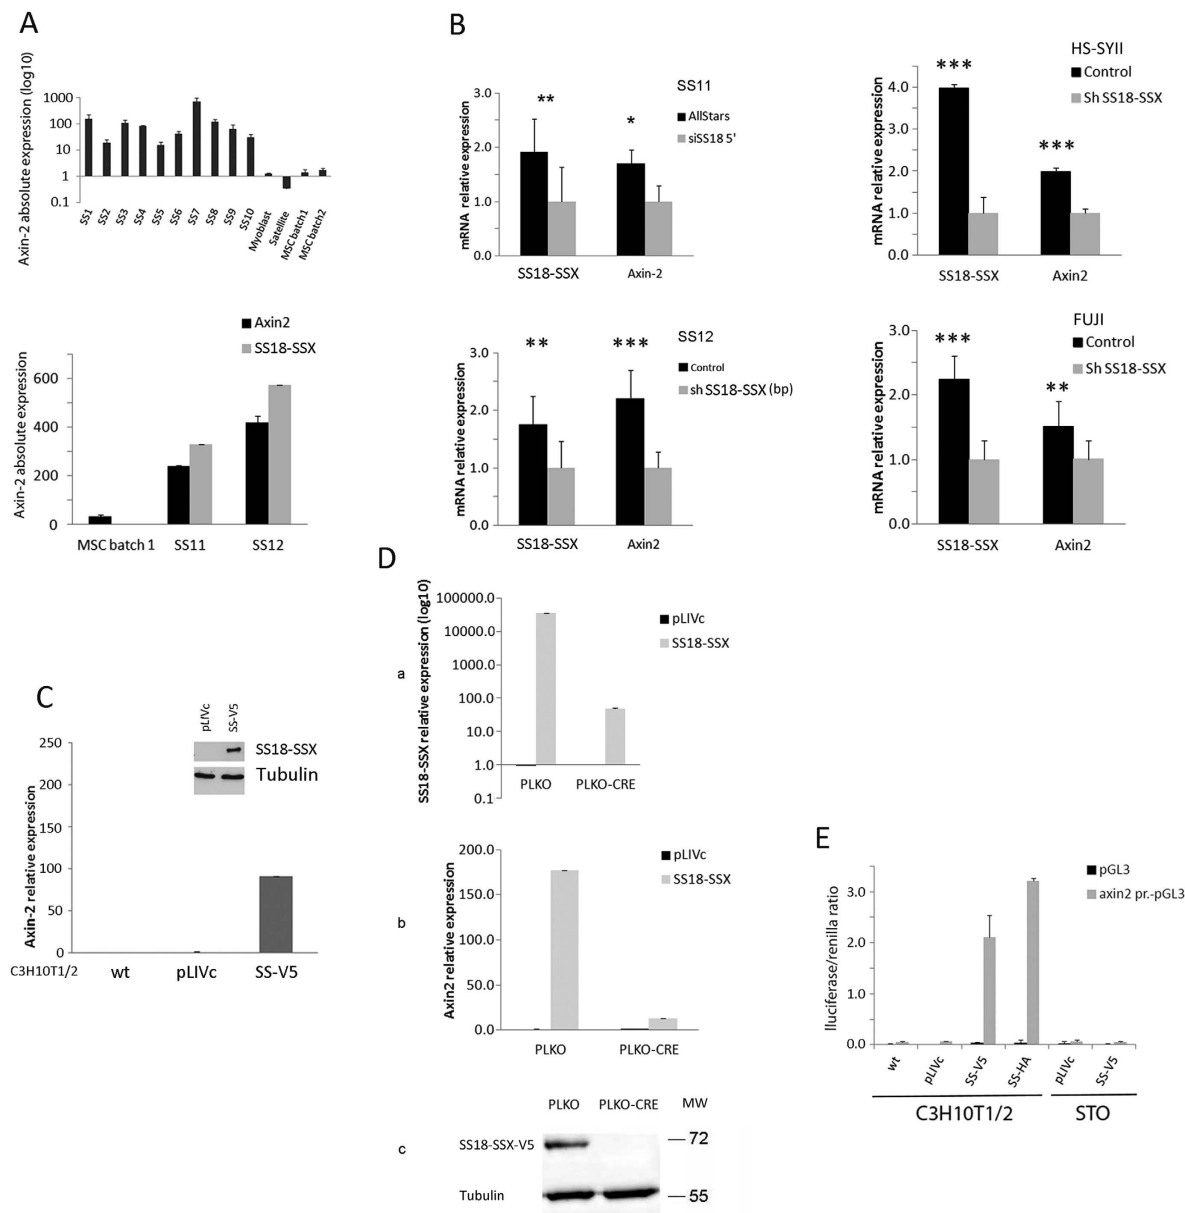 A
Axin-2 absolute expression (log10)
1000
100
10
1
0.1
SS1
SS2
SS3
SS4
SS5
SS6
SS7
SS8
SS9
SS10
Myoblast
Satellite
MSC batch1
MSC batch2
Axin2
SS18-SSX
Axin-2 absolute expression
600
400
200
0
MSC batch 1
SS11
SS12
B
SS11
AllStars
siSS18 5'
mRNA relative expression
3.0
2.0
1.0
0.0
**
*
SS18-SSX
Axin-2
HS-SYII
Control
Sh SS18-SSX
mRNA relative expression
4.0
4.0
2.0
1.0
0.0
***
***
SS18-SSX
Axin2
SS12
Control
sh SS18-SSX (bp)
mRNA relative expression
3.0
2.0
1.0
0.0
**
***
SS18-SSX
Axin2
FUJI
Control
Sh SS18-SSX
mRNA relative expression
3.0
2.0
1.0
0.0
***
**
SS18-SSX
Axin2
C
pLIVc
SS-V5
SS18-SSX
Tubulin
Axin-2 relative expression
250
200
150
100
50
0
C3H10T1/2
wt
pLIVc
SS-V5
D
a
SS18-SSX relative expression (log10)
100000.0
10000.0
1000.0
100.0
10.0
1.0
0.1
pLIVc
SS18-SSX
PLKO
PLKO-CRE
b
Axin2 relative expression
200.0
150.0
100.0
50.0
0.0
pLIVc
SS18-SSX
PLKO
PLKO-CRE
c
PLKO
PLKO-CRE
MW
SS18-SSX-V5
72
Tubulin
55
E
pGL3
axin2 pr.-pGL3
lluciferase/renilla ratio
3.0
2.0
1.0
0.0
wt
pLIVc
SS-V5
SS-HA
pLIVc
SS-V5
C3H10T1/2
STO